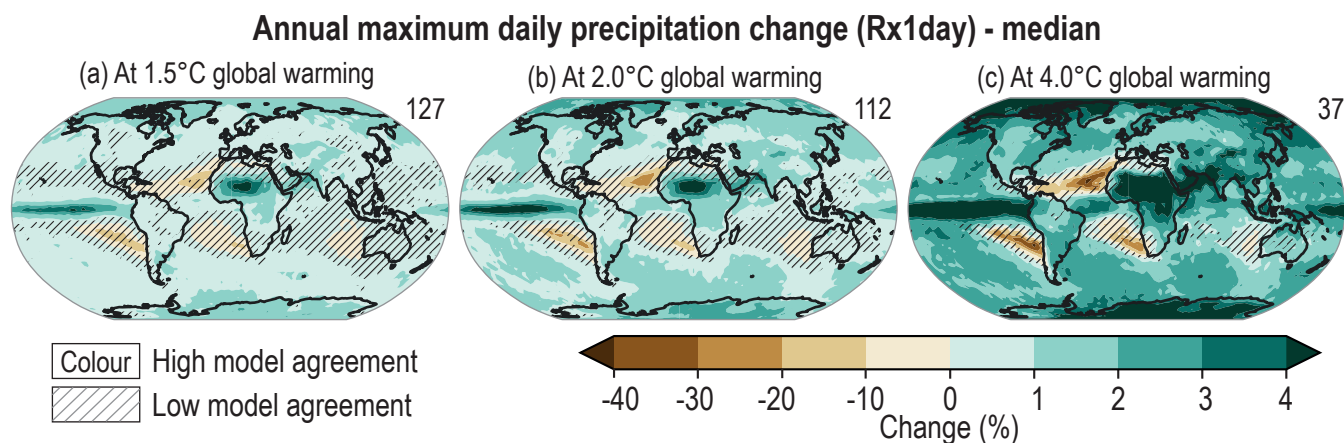 Annual maximum daily precipitation change (Rx1day) - median
(a) At 1.5°C global warming
127
(b) At 2.0°C global warming
112
(c) At 4.0°C global warming
37
Colour High model agreement
Low model agreement
-40 -30 -20 -10 0 1 2 3 4
Change (%)